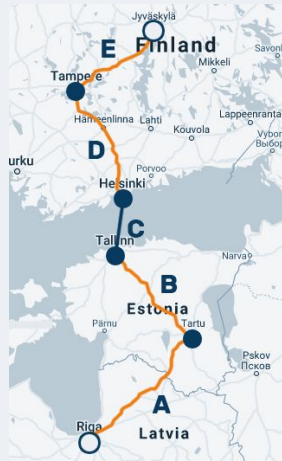 Jyväskylä
E
Finland
Savonl
Mikkeli
Tampere
Hämeenlinna
Lahti
Lappeenranta
Kouvola
Vybor
Выбор
D
urku
Porvoo
Helsinki
C
Tallinn
Narva
B
Estonia
Pärnu
Tartu
Pskov
Псков
A
Riga
Latvia